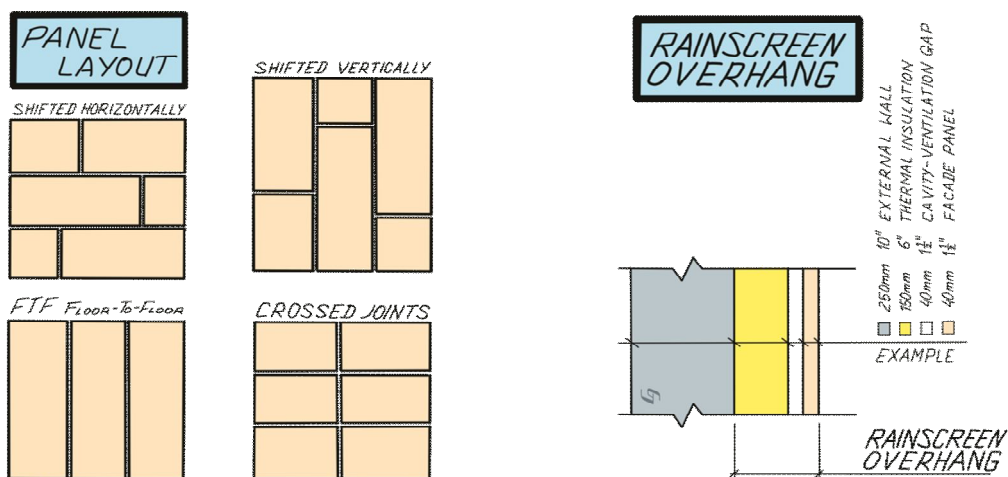 PANEL
LAYOUT
SHIFTED HORIZONTALLY
SHIFTED VERTICALLY
FTF FLOOR-TO-FLOOR
CROSSED JOINTS
RAINSCREEN
OVERHANG
250mm 10" EXTERNAL WALL
150mm 6" THERMAL INSULATION
40mm 1½" CAVITY-VENTILATION GAP
40mm 1½" FACADE PANEL
EXAMPLE
RAINSCREEN
OVERHANG